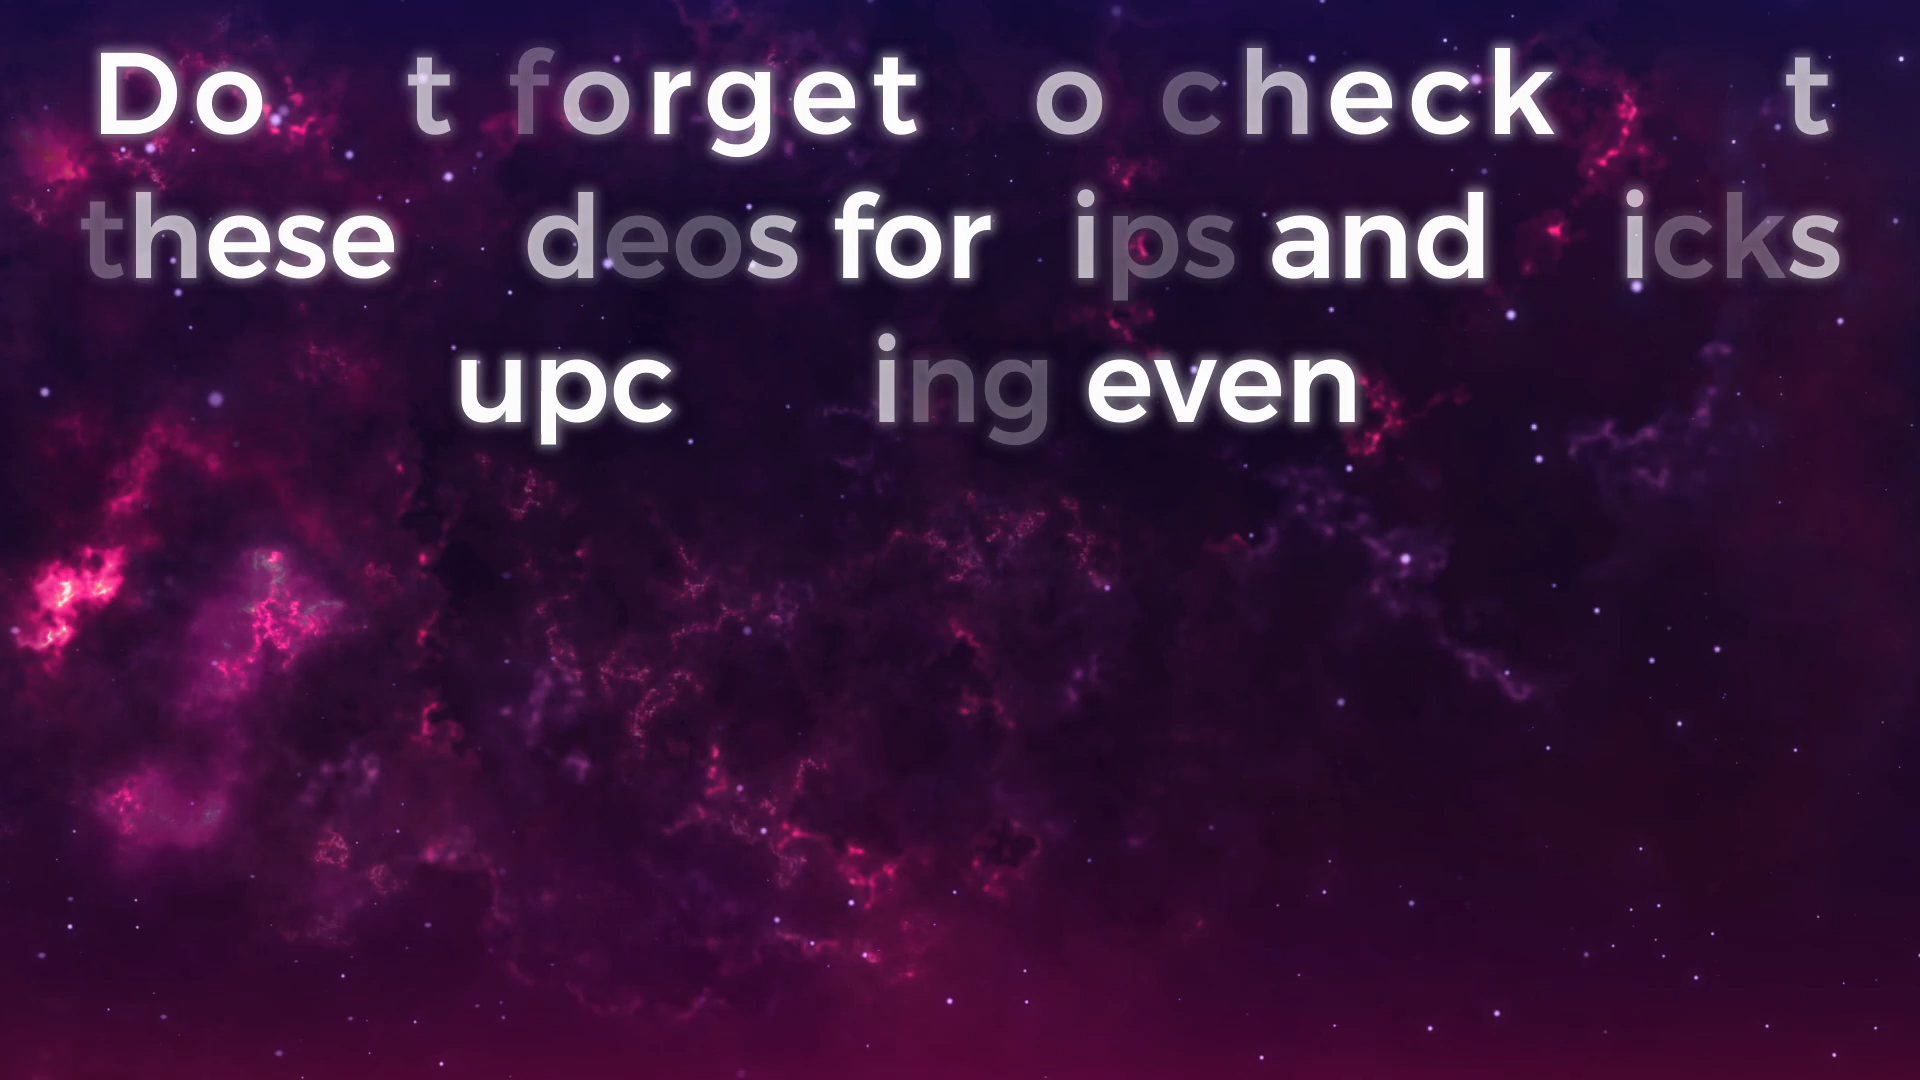 Do t forget o check t
these deos for ips and icks
upc ing even